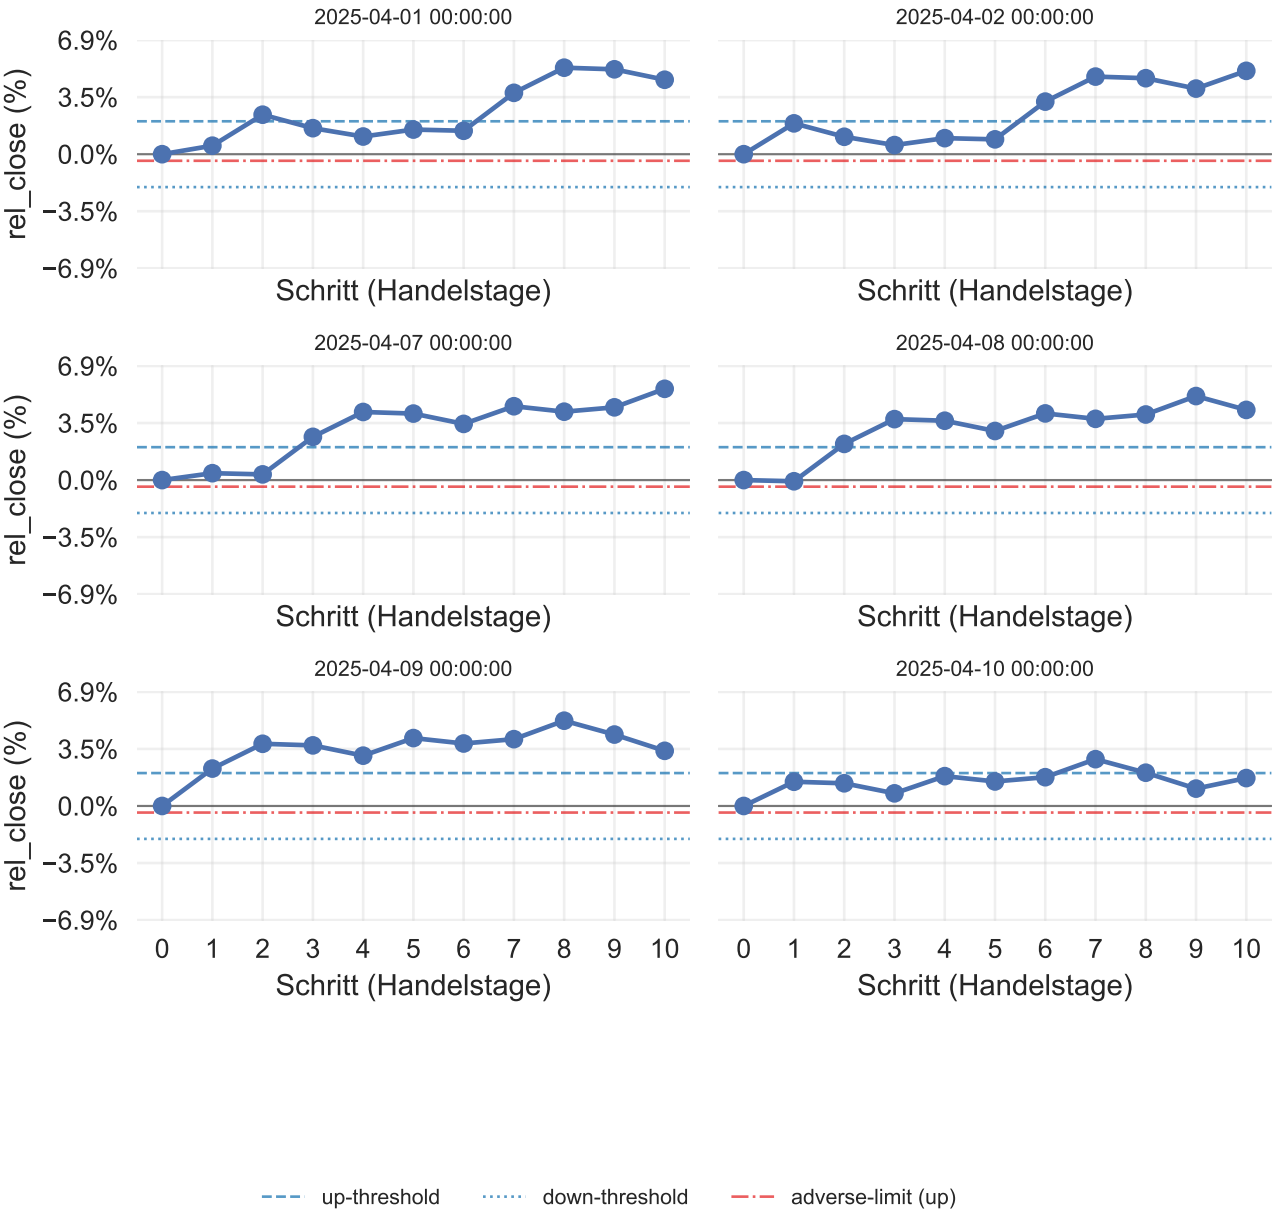 2025-04-01 00:00:00
2025-04-02 00:00:00
6.9%
3.5%
0.0%
−3.5%
−6.9%
rel_close (%)
Schritt (Handelstage)
Schritt (Handelstage)
2025-04-07 00:00:00
2025-04-08 00:00:00
6.9%
3.5%
0.0%
−3.5%
−6.9%
rel_close (%)
Schritt (Handelstage)
Schritt (Handelstage)
2025-04-09 00:00:00
2025-04-10 00:00:00
6.9%
3.5%
0.0%
−3.5%
−6.9%
rel_close (%)
0 1 2 3 4 5 6 7 8 9 10
0 1 2 3 4 5 6 7 8 9 10
Schritt (Handelstage)
Schritt (Handelstage)
up-threshold down-threshold adverse-limit (up)